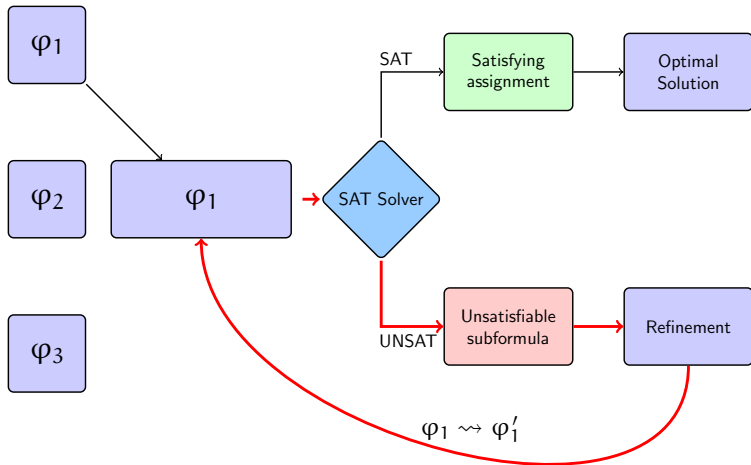 φ₁
SAT
Satisfying
assignment
Optimal
Solution
φ₂
φ₁
SAT Solver
φ₃
UNSAT
Unsatisfiable
subformula
Refinement
φ₁ ⇝ φ₁′